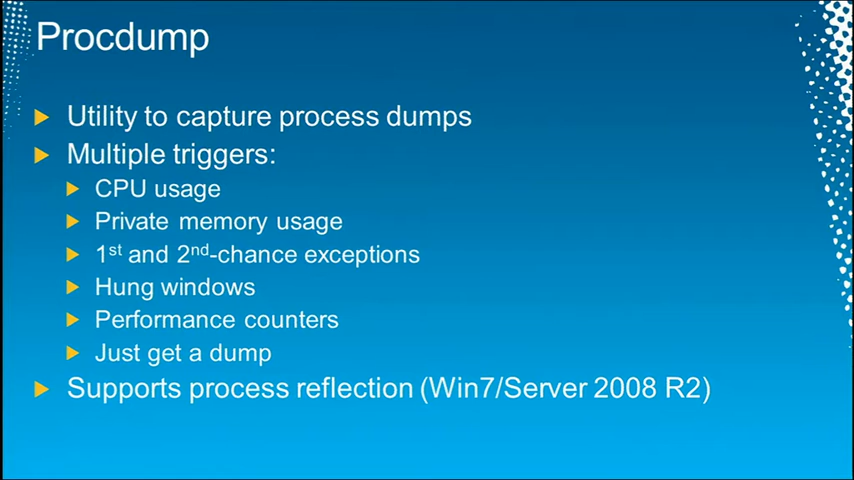 Procdump
Utility to capture process dumps
Multiple triggers:
CPU usage
Private memory usage
1st and 2nd-chance exceptions
Hung windows
Performance counters
Just get a dump
Supports process reflection (Win7/Server 2008 R2)